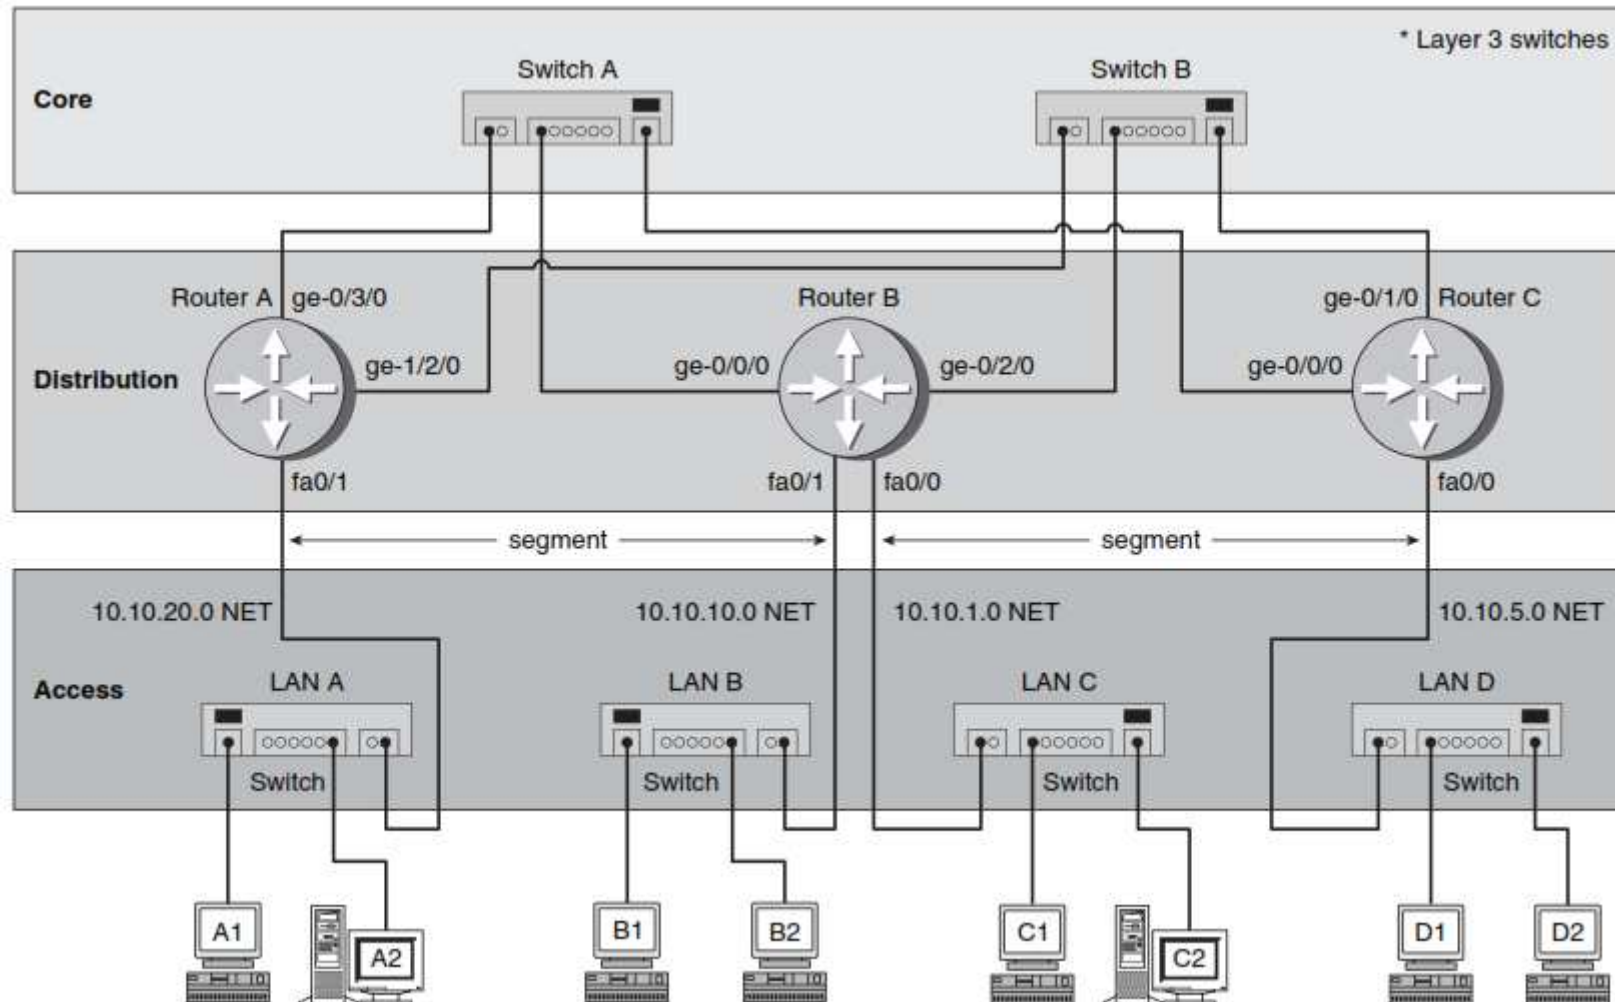 * Layer 3 switches
Switch A
Switch B
Core
Router A
ge-0/3/0
Router B
ge-0/1/0
Router C
ge-1/2/0
ge-0/0/0
ge-0/2/0
ge-0/0/0
Distribution
fa0/1
fa0/1
fa0/0
fa0/0
segment
segment
10.10.20.0 NET
10.10.10.0 NET
10.10.1.0 NET
10.10.5.0 NET
Access
LAN A
LAN B
LAN C
LAN D
Switch
Switch
Switch
Switch
A1
A2
B1
B2
C1
C2
D1
D2